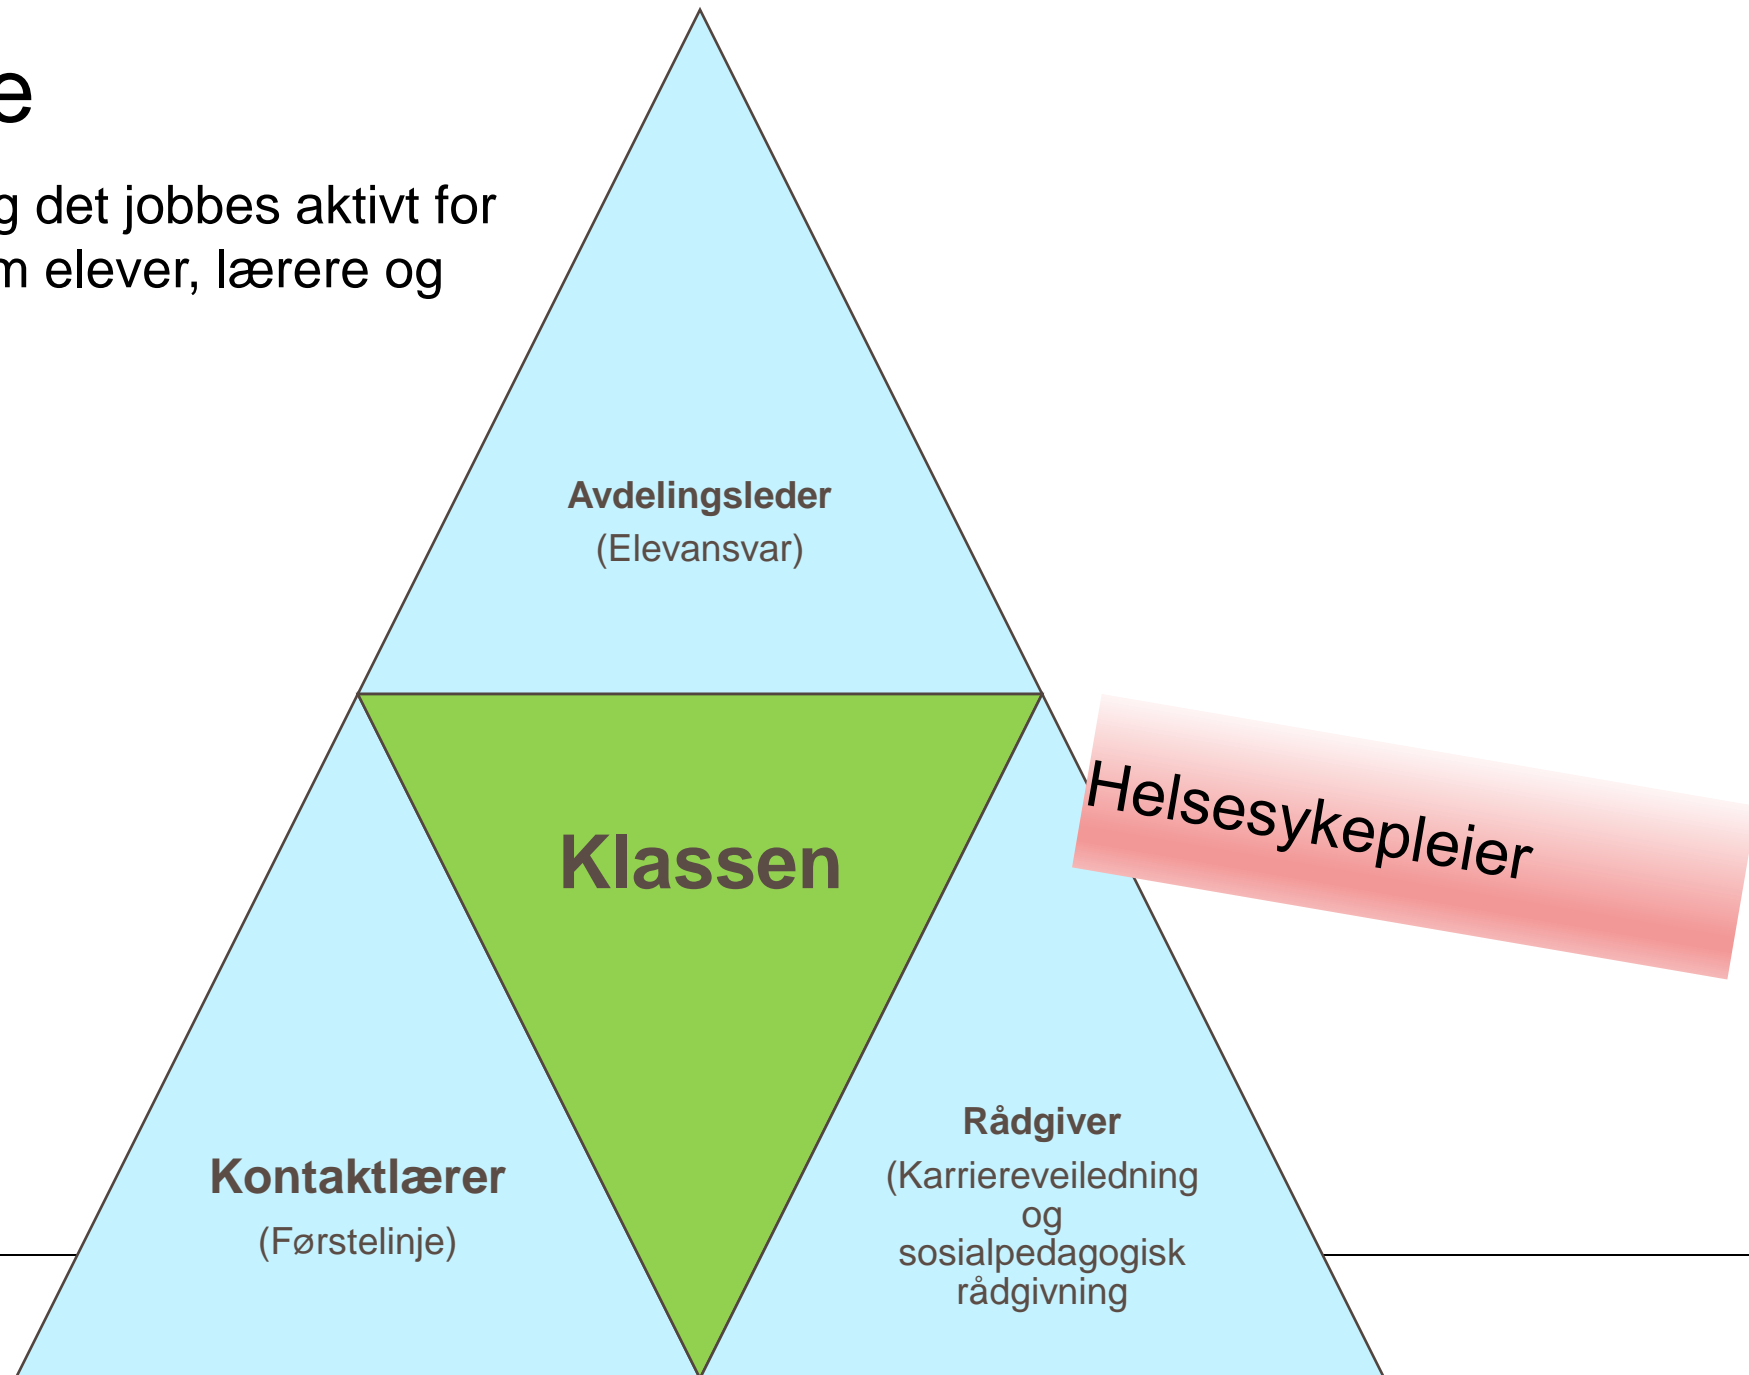 e
g det jobbes aktivt for
m elever, lærere og
Avdelingsleder
(Elevansvar)
Klassen
Helsesykepleier
Kontaktlærer
(Førstelinje)
Rådgiver
(Karriereveiledning
og
sosialpedagogisk
rådgivning